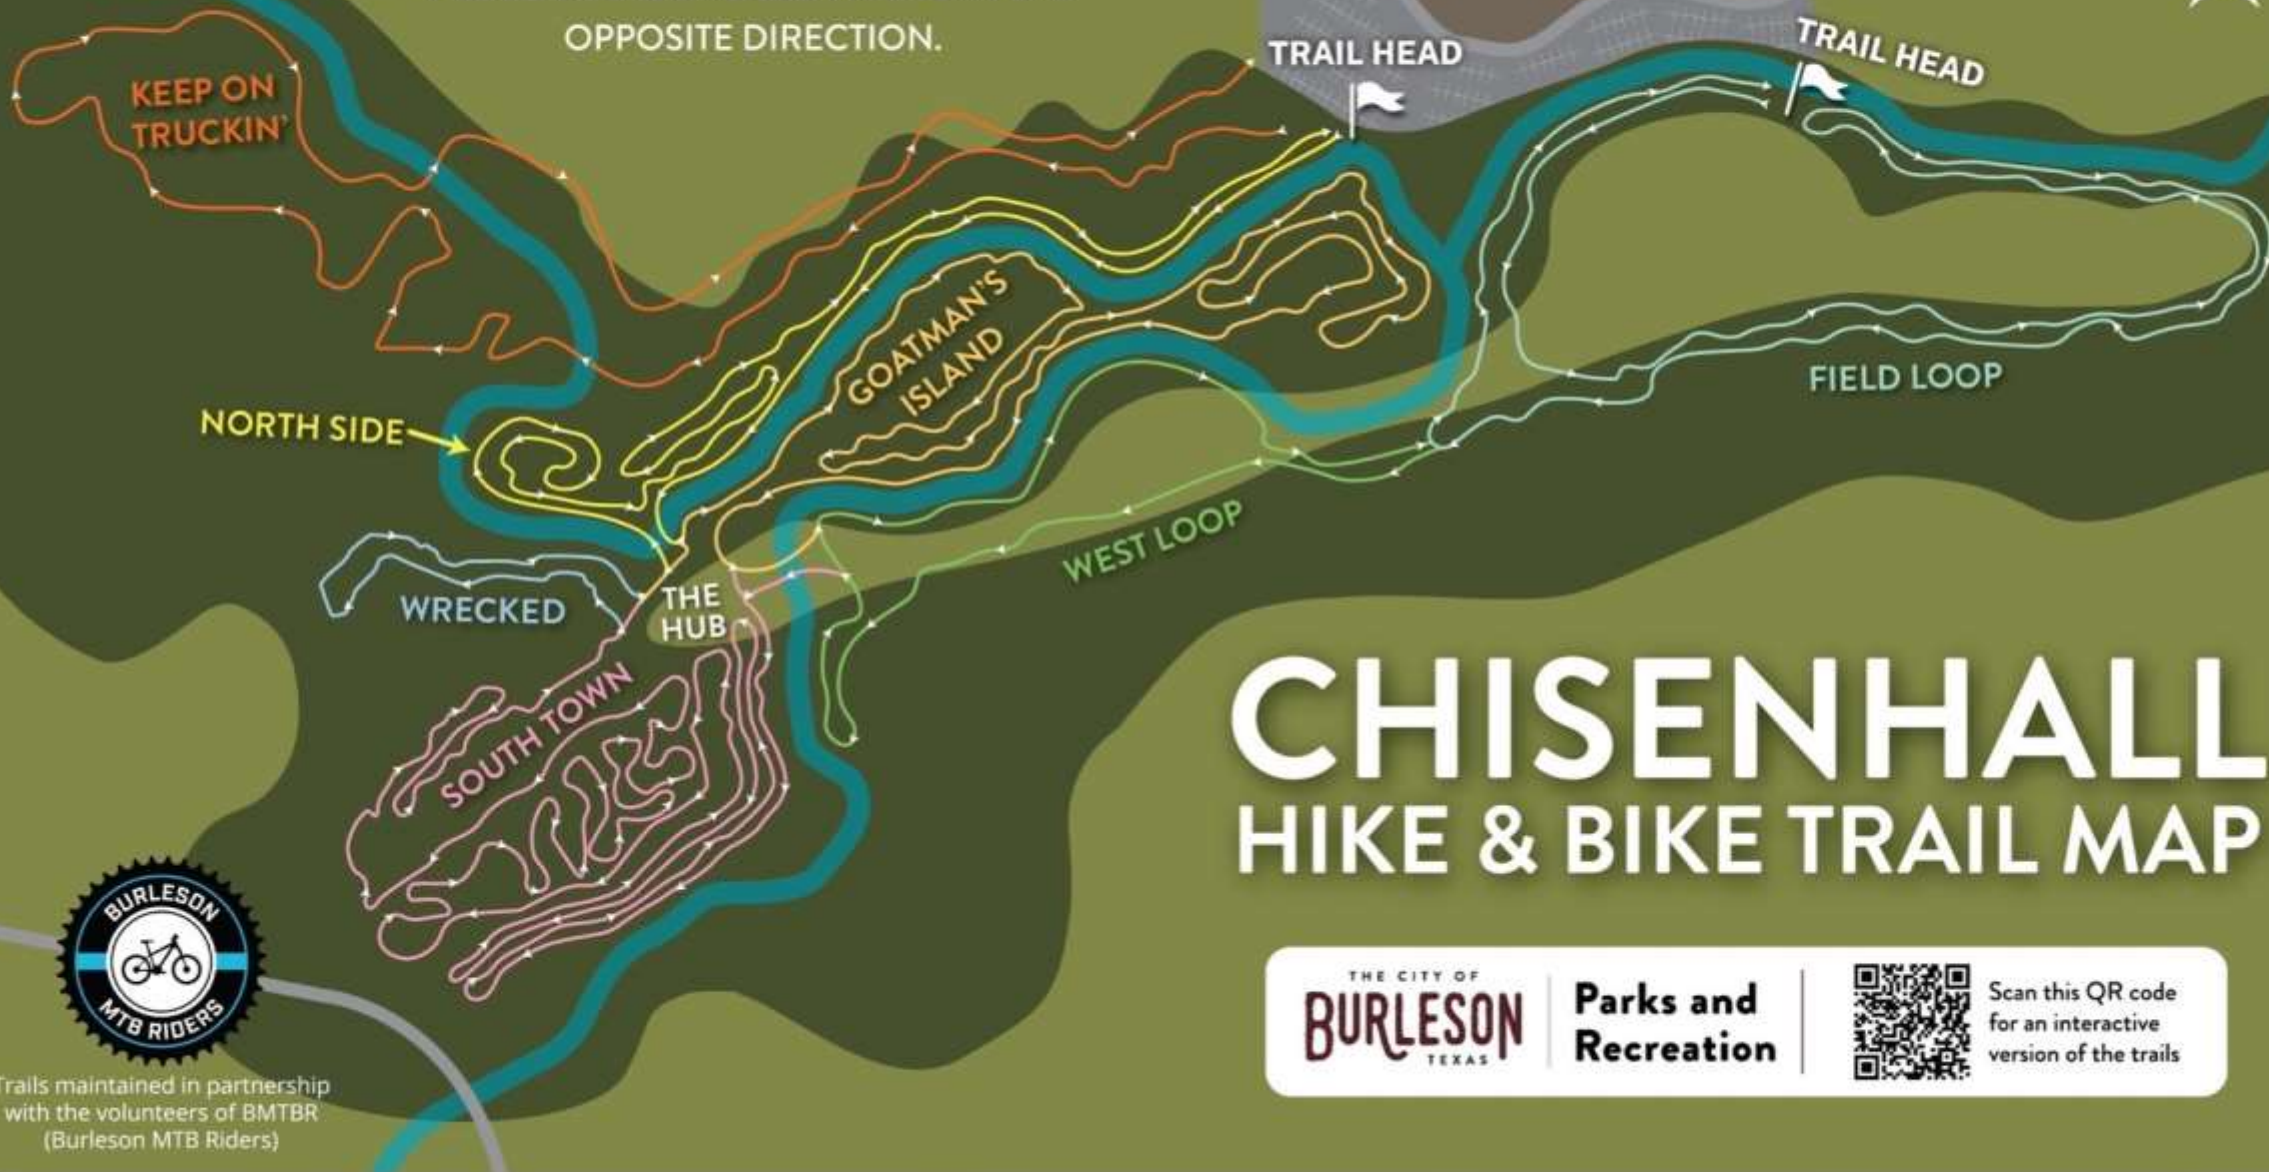 OPPOSITE DIRECTION.
TRAIL HEAD
TRAIL HEAD
KEEP ON
TRUCKIN'
GOATMAN'S
ISLAND
NORTH SIDE
FIELD LOOP
WEST LOOP
WRECKED
THE
HUB
SOUTH TOWN
CHISENHALL
HIKE & BIKE TRAIL MAP
BURLESON
MTB RIDERS
Trails maintained in partnership
with the volunteers of BMTBR
(Burleson MTB Riders)
THE CITY OF
BURLESON
TEXAS
Parks and
Recreation
Scan this QR code
for an interactive
version of the trails